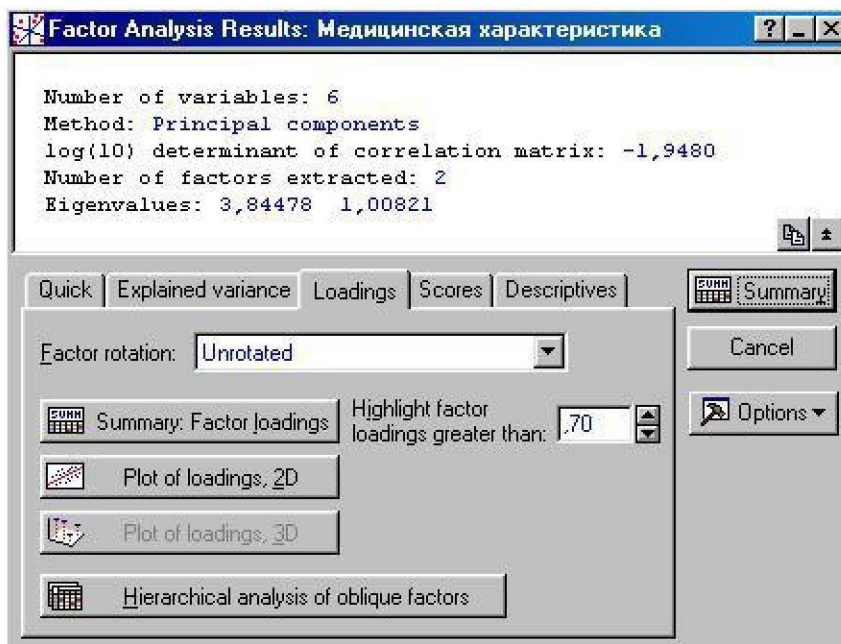 Factor Analysis Results: Медицинская характеристика
Number of variables: 6
Method: Principal components
log(10) determinant of correlation matrix: -1,9480
Number of factors extracted: 2
Eigenvalues: 3,84478 1,00821
Quick Explained variance Loadings Scores Descriptives
Summary
Factor rotation: Unrotated
Cancel
Summary: Factor loadings
Highlight factor
loadings greater than: ,70
Options
Plot of loadings, 2D
Plot of loadings, 3D
Hierarchical analysis of oblique factors